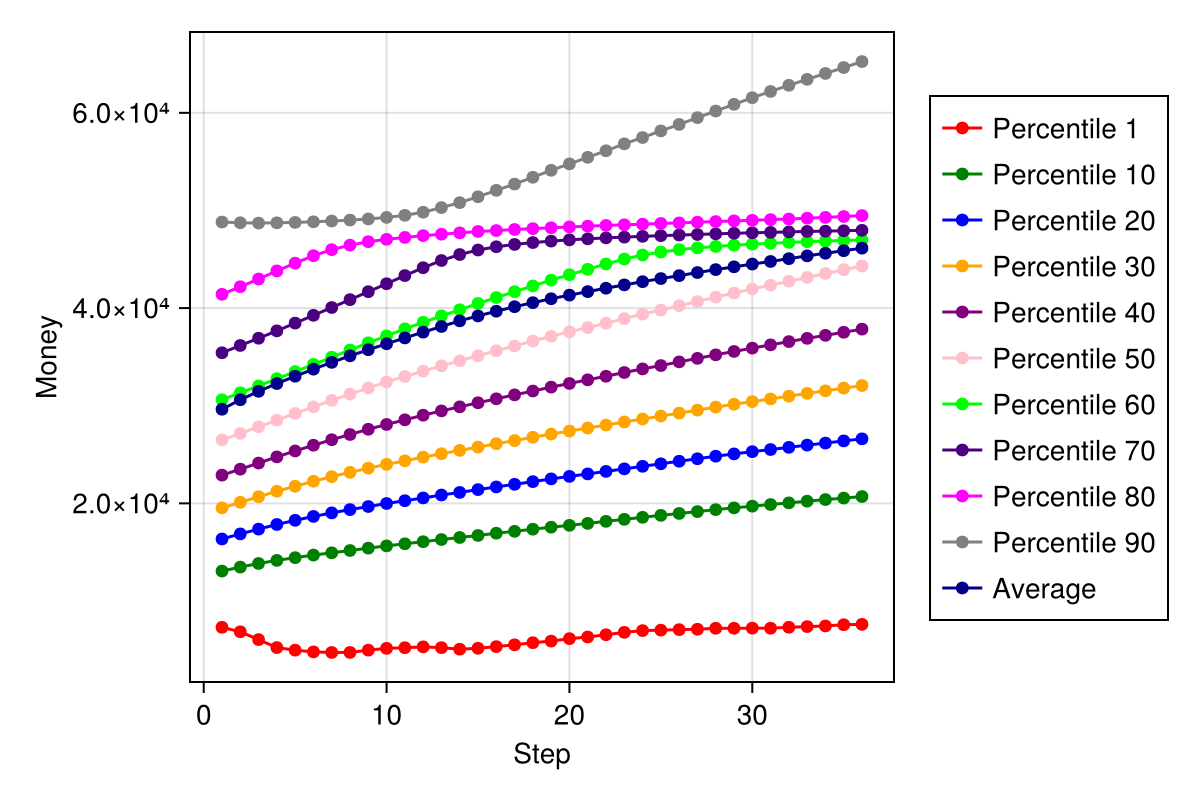 6.0×10⁴
4.0×10⁴
2.0×10⁴
Money
0
10
20
30
Step
Percentile 1
Percentile 10
Percentile 20
Percentile 30
Percentile 40
Percentile 50
Percentile 60
Percentile 70
Percentile 80
Percentile 90
Average